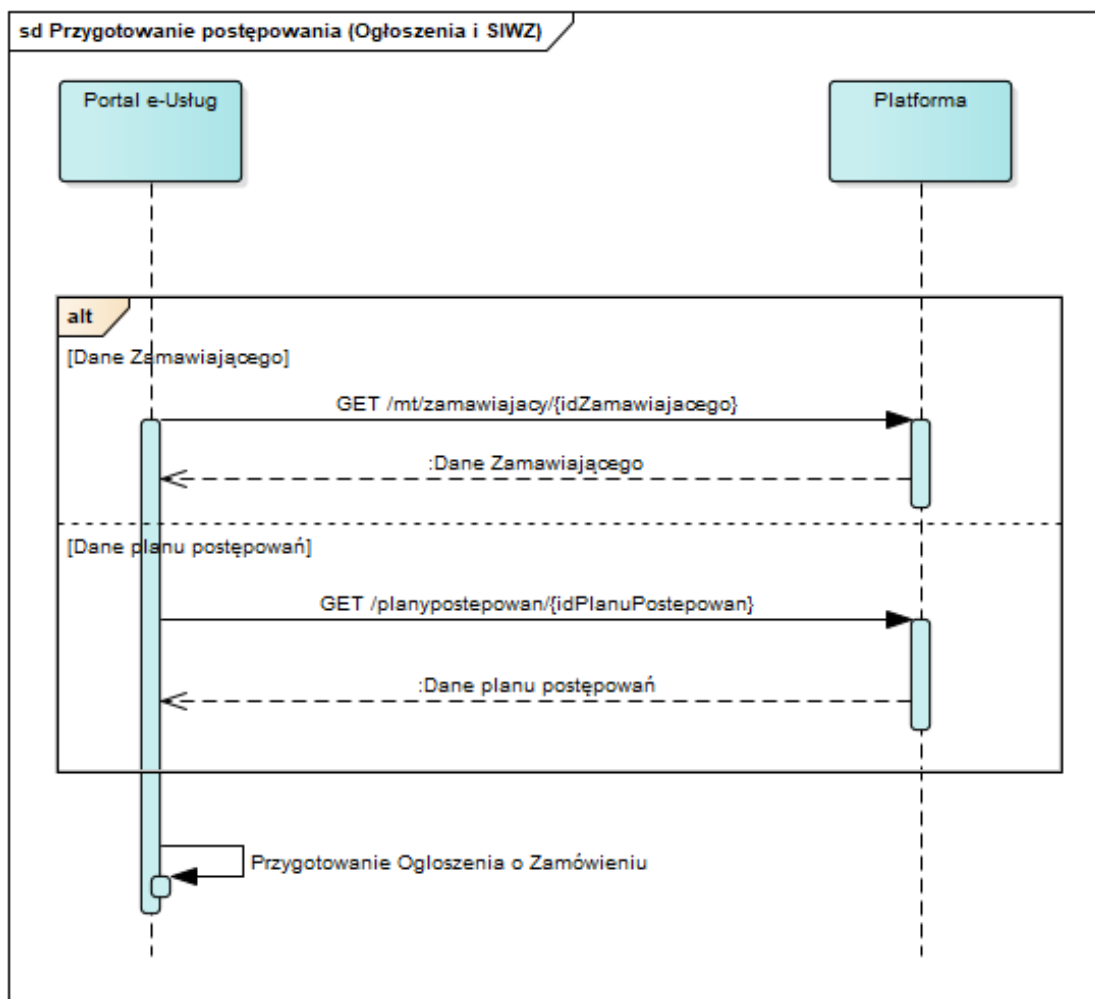 sd Przygotowanie postępowania (Ogłoszenia i SIWZ)
Portal e-Usług
Platforma
alt
[Dane Zamawiającego]
GET /mt/zamawiajacy/{idZamawiajacego}
:Dane Zamawiającego
[Dane planu postępowań]
GET /planypostepowan/{idPlanuPostepowan}
:Dane planu postępowań
Przygotowanie Ogloszenia o Zamówieniu